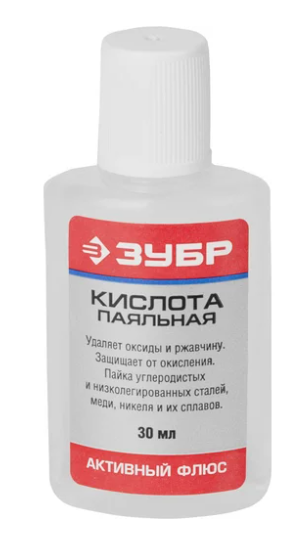 ЗУБР
КИСЛОТА
ПАЯЛЬНАЯ
Удаляет оксиды и ржавчину.
Защищает от окисления.
Пайка углеродистых
и низколегированных сталей,
меди, никеля и их сплавов.
30 мл
АКТИВНЫЙ ФЛЮС